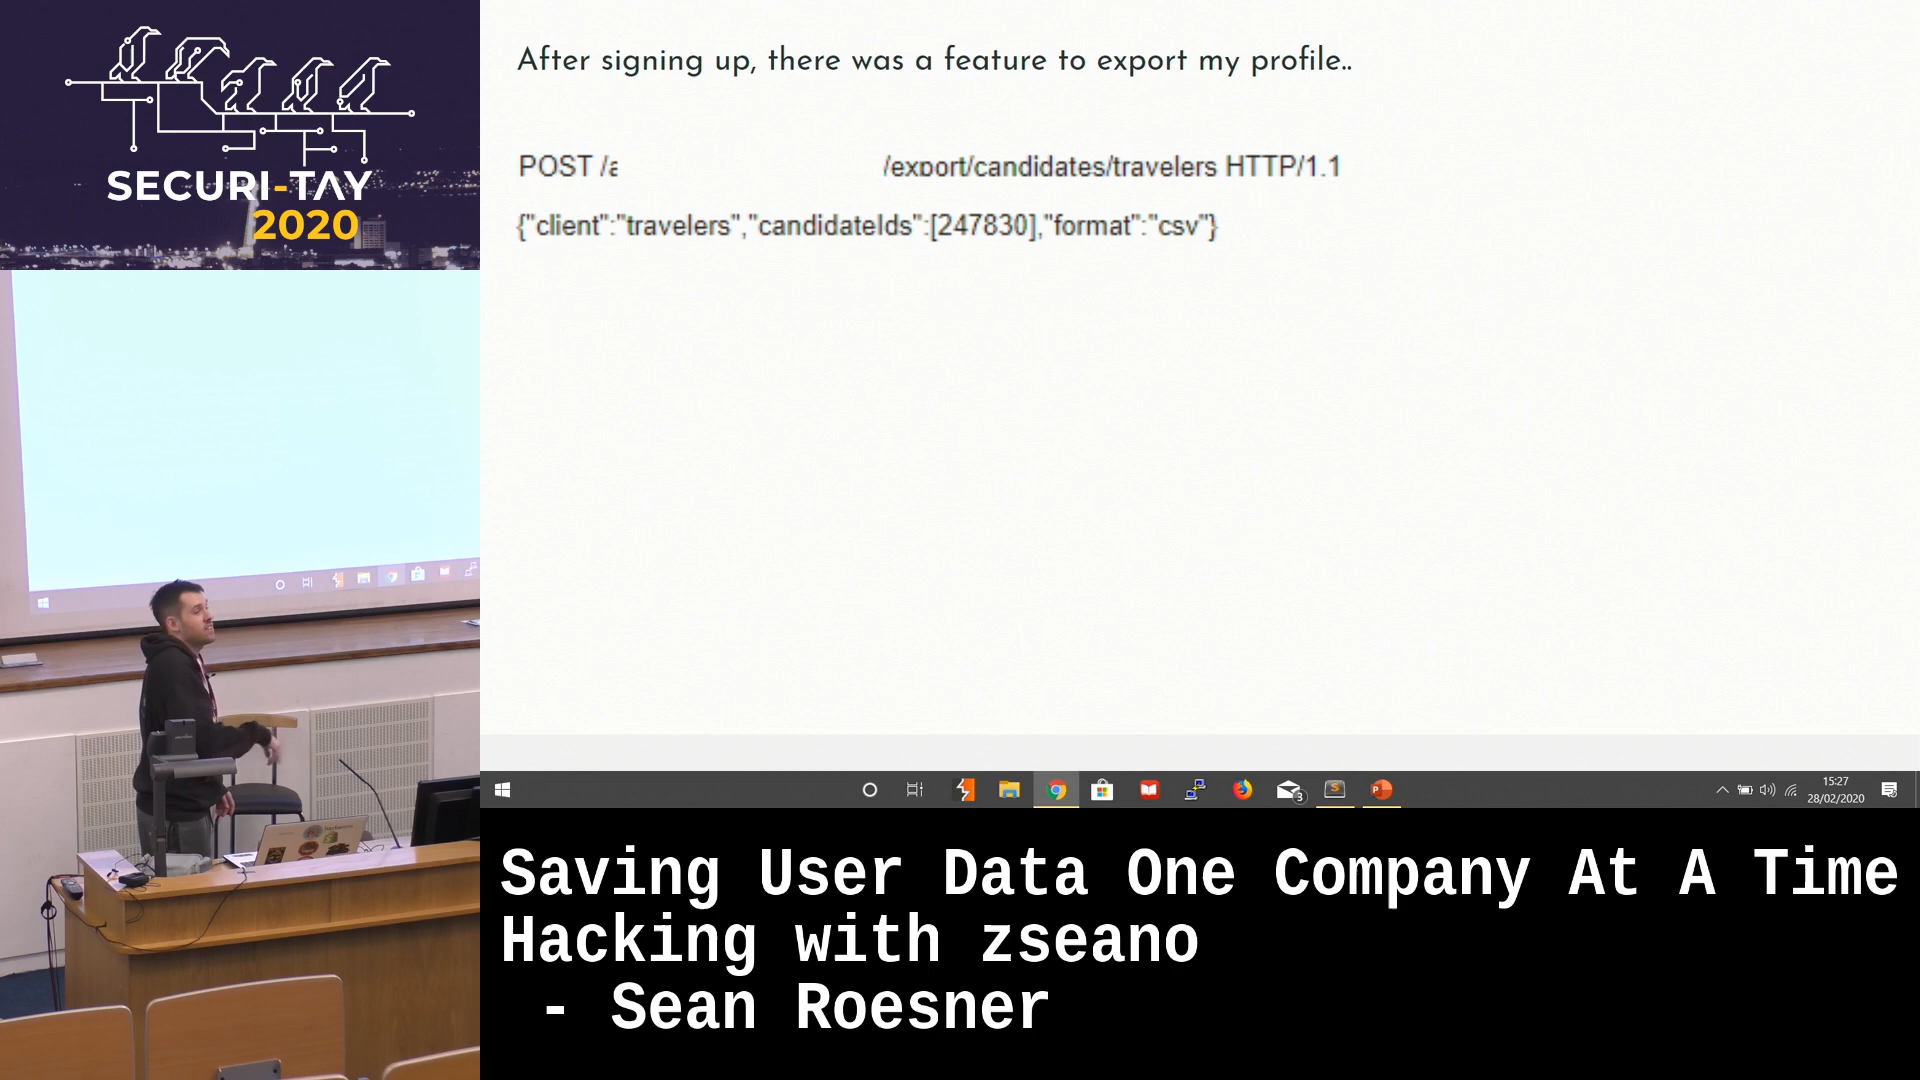 SECURI-TAY
2020
After signing up, there was a feature to export my profile..
POST /a /export/candidates/travelers HTTP/1.1
{"client":"travelers","candidateIds":[247830],"format":"csv"}
15:27
28/02/2020
3
Saving User Data One Company At A Time
Hacking with zseano
- Sean Roesner